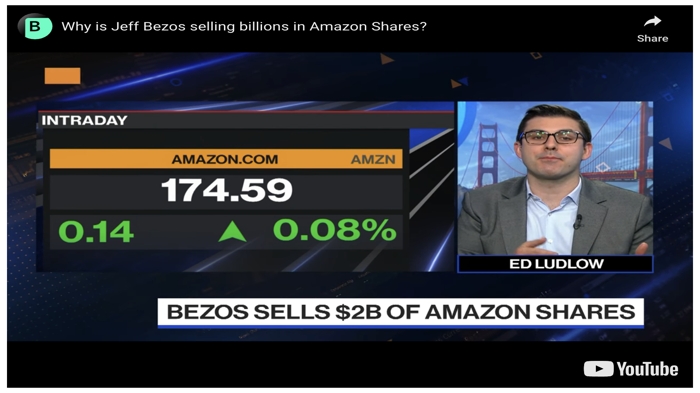 B
Why is Jeff Bezos selling billions in Amazon Shares?
Share
INTRADAY
AMAZON.COM AMZN
174.59
0.14 0.08%
ED LUDLOW
BEZOS SELLS $2B OF AMAZON SHARES
YouTube